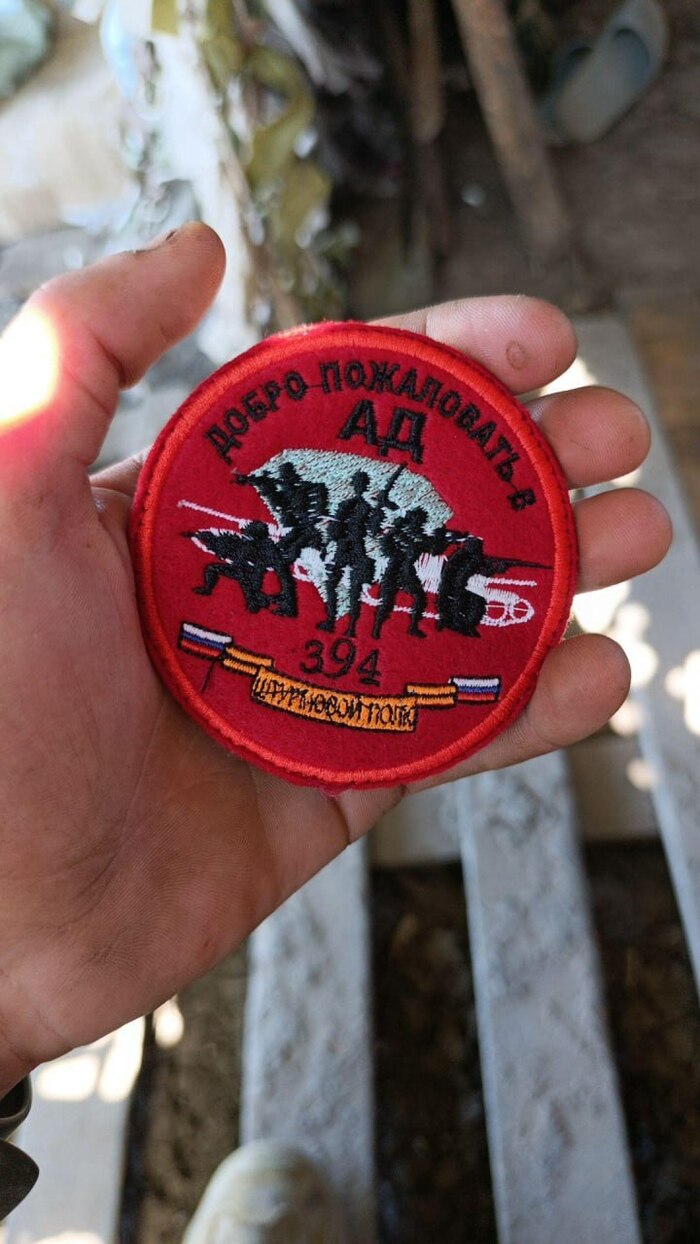 ДОБРО ПОЖАЛОВАТЬ В
АД
394
ШТУРМОВОЙ ПОЛК